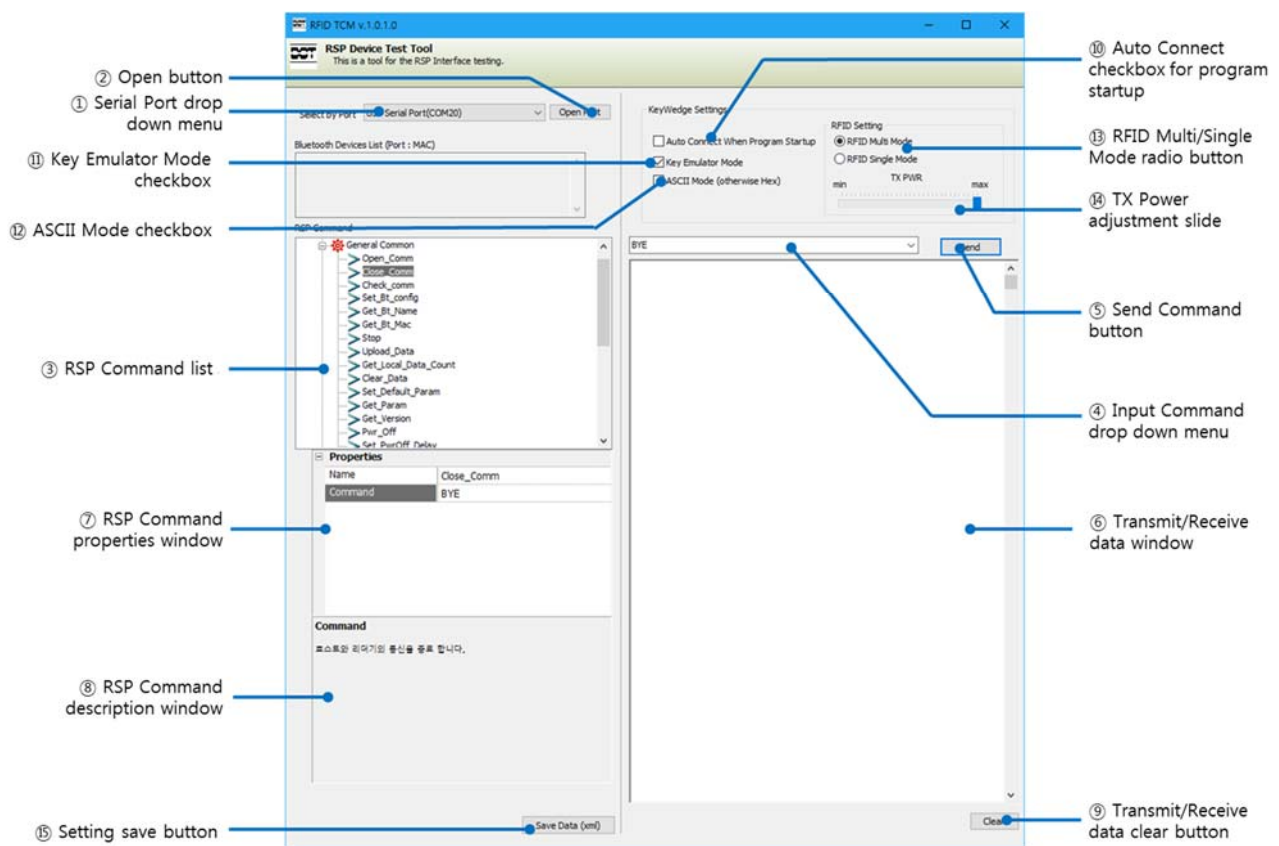 RFID TCM v.1.0.1.0
DOT
RSP Device Test Tool
This is a tool for the RSP Interface testing.
② Open button
① Serial Port drop
down menu
⑪ Key Emulator Mode
checkbox
⑫ ASCII Mode checkbox
③ RSP Command list
⑦ RSP Command
properties window
⑧ RSP Command
description window
⑮ Setting save button
Select by Port
Serial Port(COM20)
Open
Bluetooth Devices List (Port : MAC)
RSP Command
General Common
Open_Comm
Close_Comm
Check_comm
Set_Bt_config
Get_Bt_Name
Get_Bt_Mac
Stop
Upload_Data
Get_Local_Data_Count
Clear_Data
Set_Default_Param
Get_Param
Get_Version
Pwr_Off
Set_PwrOff_Delay
Properties
Name Close_Comm
Command BYE
Command
호스트와 리더기의 통신을 종료 합니다.
Save Data (xml)
KeyWedge Settings
Auto Connect When Program Startup
Key Emulator Mode
ASCII Mode (otherwise Hex)
RFID Setting
RFID Multi Mode
RFID Single Mode
TX PWR
min max
BYE
Send
Clear
⑩ Auto Connect
checkbox for program
startup
⑬ RFID Multi/Single
Mode radio button
⑭ TX Power
adjustment slide
⑤ Send Command
button
④ Input Command
drop down menu
⑥ Transmit/Receive
data window
⑨ Transmit/Receive
data clear button